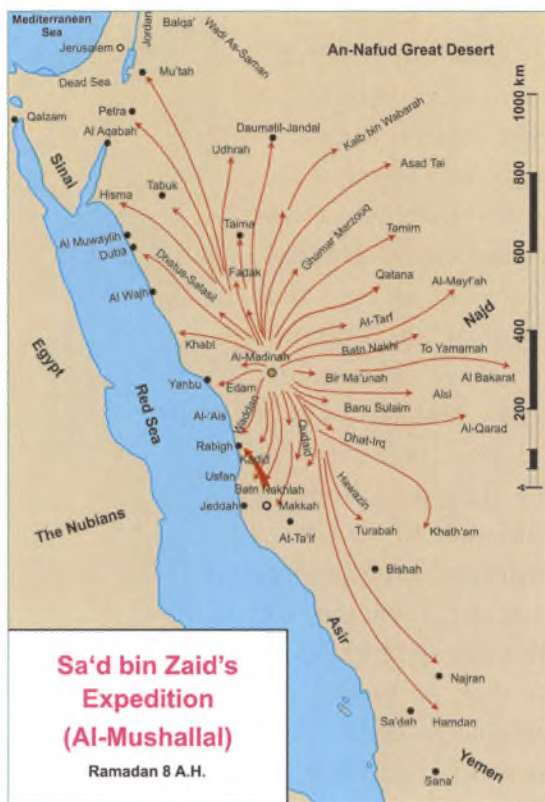 Mediterranean
Sea
Jerusalem
Jordan
Balqa'
Wadi As-Saman
An-Nafud Great Desert
Dead Sea
Mu'tah
1000 km
Petra
Qalzam
Al Aqabah
Daumatil-Jandal
Kalb bin Wabarah
Udhrah
Asad Tai
800
Sinai
Tabuk
Hisma
Taima
Ghamar Marzouq
Tamim
Al Muwaylih
Duba
Dhatus-Salasil
Fadak
600
Qatana
Al-Mayf'ah
Al Wajh
Najd
At-Tarf
Egypt
Khabt
Al-Madinah
Batn Nakhl
To Yamamah
400
Red Sea
Yanbu
Edam
Bir Ma'unah
Al Bakarat
Waddan
Banu Sulaim
Alsi
200
Al-'Ais
Qudaid
Al-Qarad
Rabigh
Dhat-Irq
Kadid
Usfan
Hawazin
Batn Nakhlah
4
Jeddah
Makkah
The Nubians
Turabah
Khath'am
At-Ta'if
Bishah
Asir
Sa'd bin Zaid's
Expedition
(Al-Mushallal)
Ramadan 8 A.H.
Najran
Sa'dah
Hamdan
Yemen
Sana'